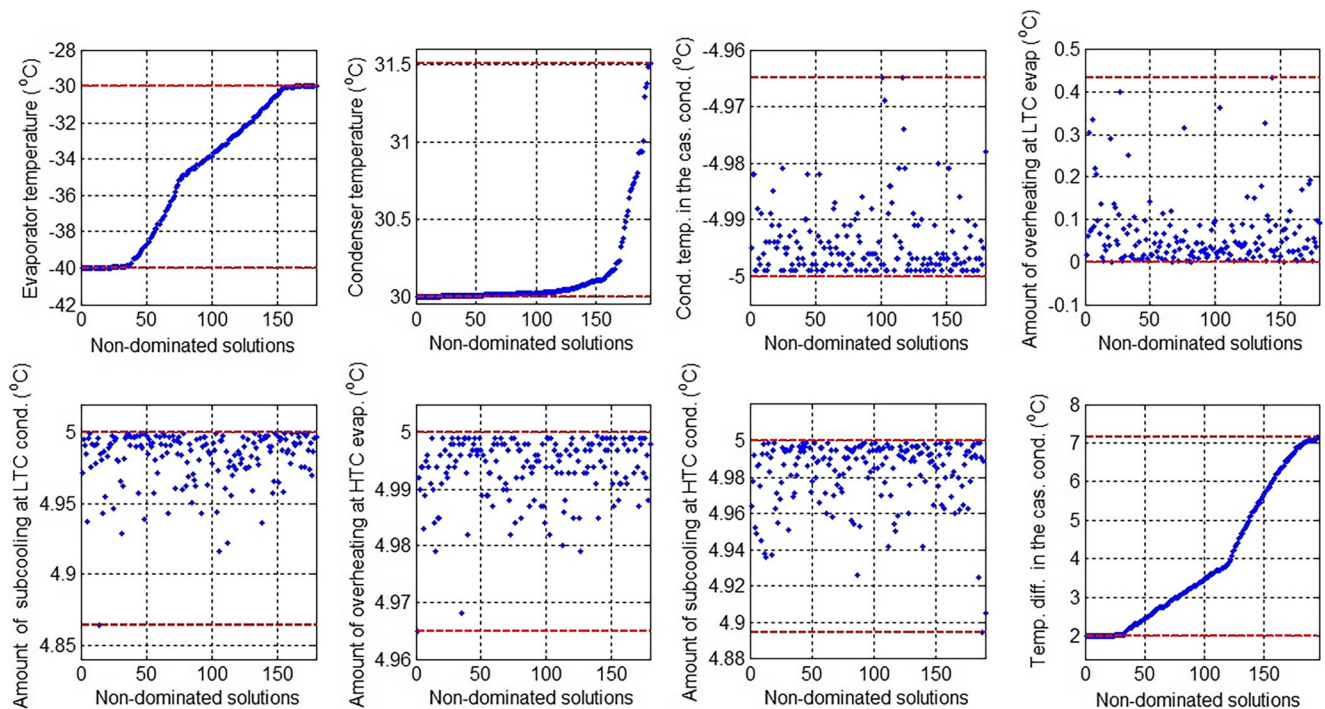 Evaporator temperature (°C)
-28
-30
-32
-34
-36
-38
-40
-42
0 50 100 150
Non-dominated solutions
Condenser temperature (°C)
31.5
31
30.5
30
0 50 100 150
Non-dominated solutions
Cond. temp. in the cas. cond. (°C)
-4.96
-4.97
-4.98
-4.99
-5
0 50 100 150
Non-dominated solutions
Amount of overheating at LTC evap (°C)
0.5
0.4
0.3
0.2
0.1
0
-0.1
0 50 100 150
Non-dominated solutions
Amount of subcooling at LTC cond. (°C)
5
4.95
4.9
4.85
0 50 100 150
Non-dominated solutions
Amount of overheating at HTC evap. (°C)
5
4.99
4.98
4.97
4.96
0 50 100 150
Non-dominated solutions
Amount of subcooling at HTC cond. (°C)
5
4.98
4.96
4.94
4.92
4.9
4.88
0 50 100 150
Non-dominated solutions
Temp. diff. in the cas. cond. (°C)
8
7
6
5
4
3
2
0 50 100 150
Non-dominated solutions